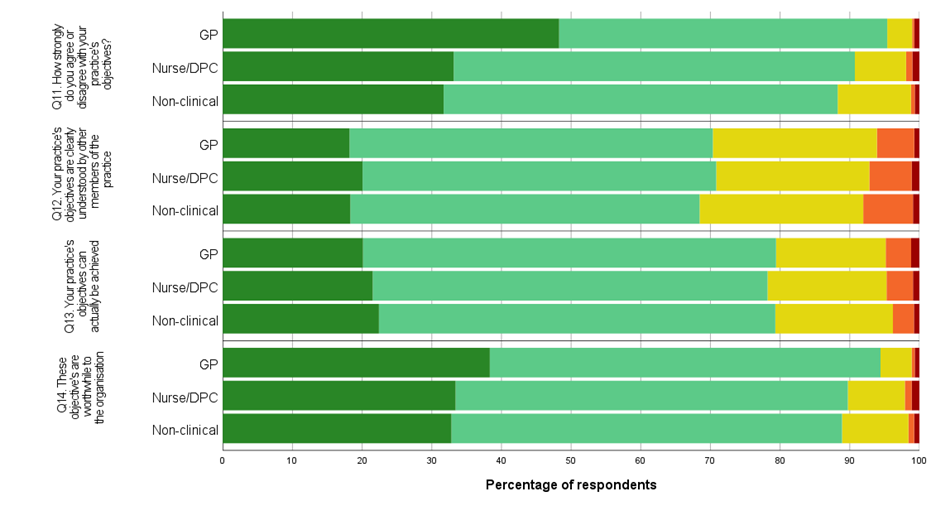 Q11. How strongly
do you agree or
disagree with your
practice's
objectives?
GP
Nurse/DPC
Non-clinical
Q12. Your practice's
objectives are clearly
understood by other
members of the
practice
GP
Nurse/DPC
Non-clinical
Q13. Your practice's
objectives can
actually be achieved
GP
Nurse/DPC
Non-clinical
Q14. These
objective's are
worthwhile to
the organisation
GP
Nurse/DPC
Non-clinical
0 10 20 30 40 50 60 70 80 90 100
Percentage of respondents